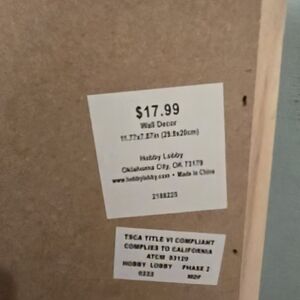 $17.99
Wall Decor
11.77x7.87in (29.9x20cm)
Hobby Lobby
Oklahoma City, OK 73179
www.hobbylobby.com • Made in China
2188225
TSCA TITLE VI COMPLIANT
COMPLIES TO CALIFORNIA
ATCM 93120
HOBBY LOBBY PHASE 2
0222 MDF